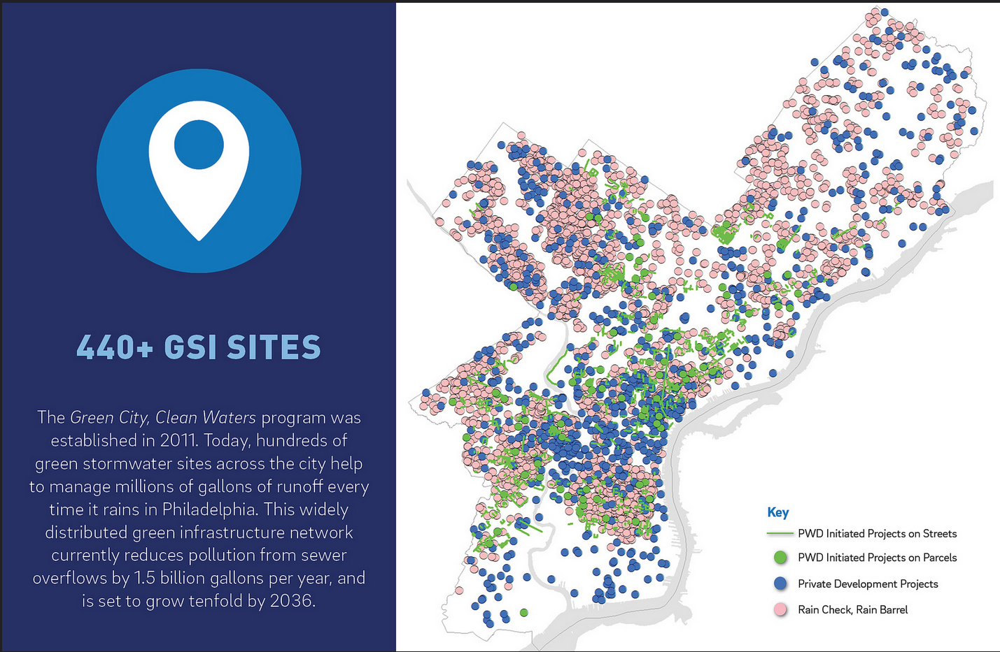 440+ GSI SITES
The Green City, Clean Waters program was
established in 2011. Today, hundreds of
green stormwater sites across the city help
to manage millions of gallons of runoff every
time it rains in Philadelphia. This widely
distributed green infrastructure network
currently reduces pollution from sewer
overflows by 1.5 billion gallons per year, and
is set to grow tenfold by 2036.
Key
PWD Initiated Projects on Streets
PWD Initiated Projects on Parcels
Private Development Projects
Rain Check, Rain Barrel